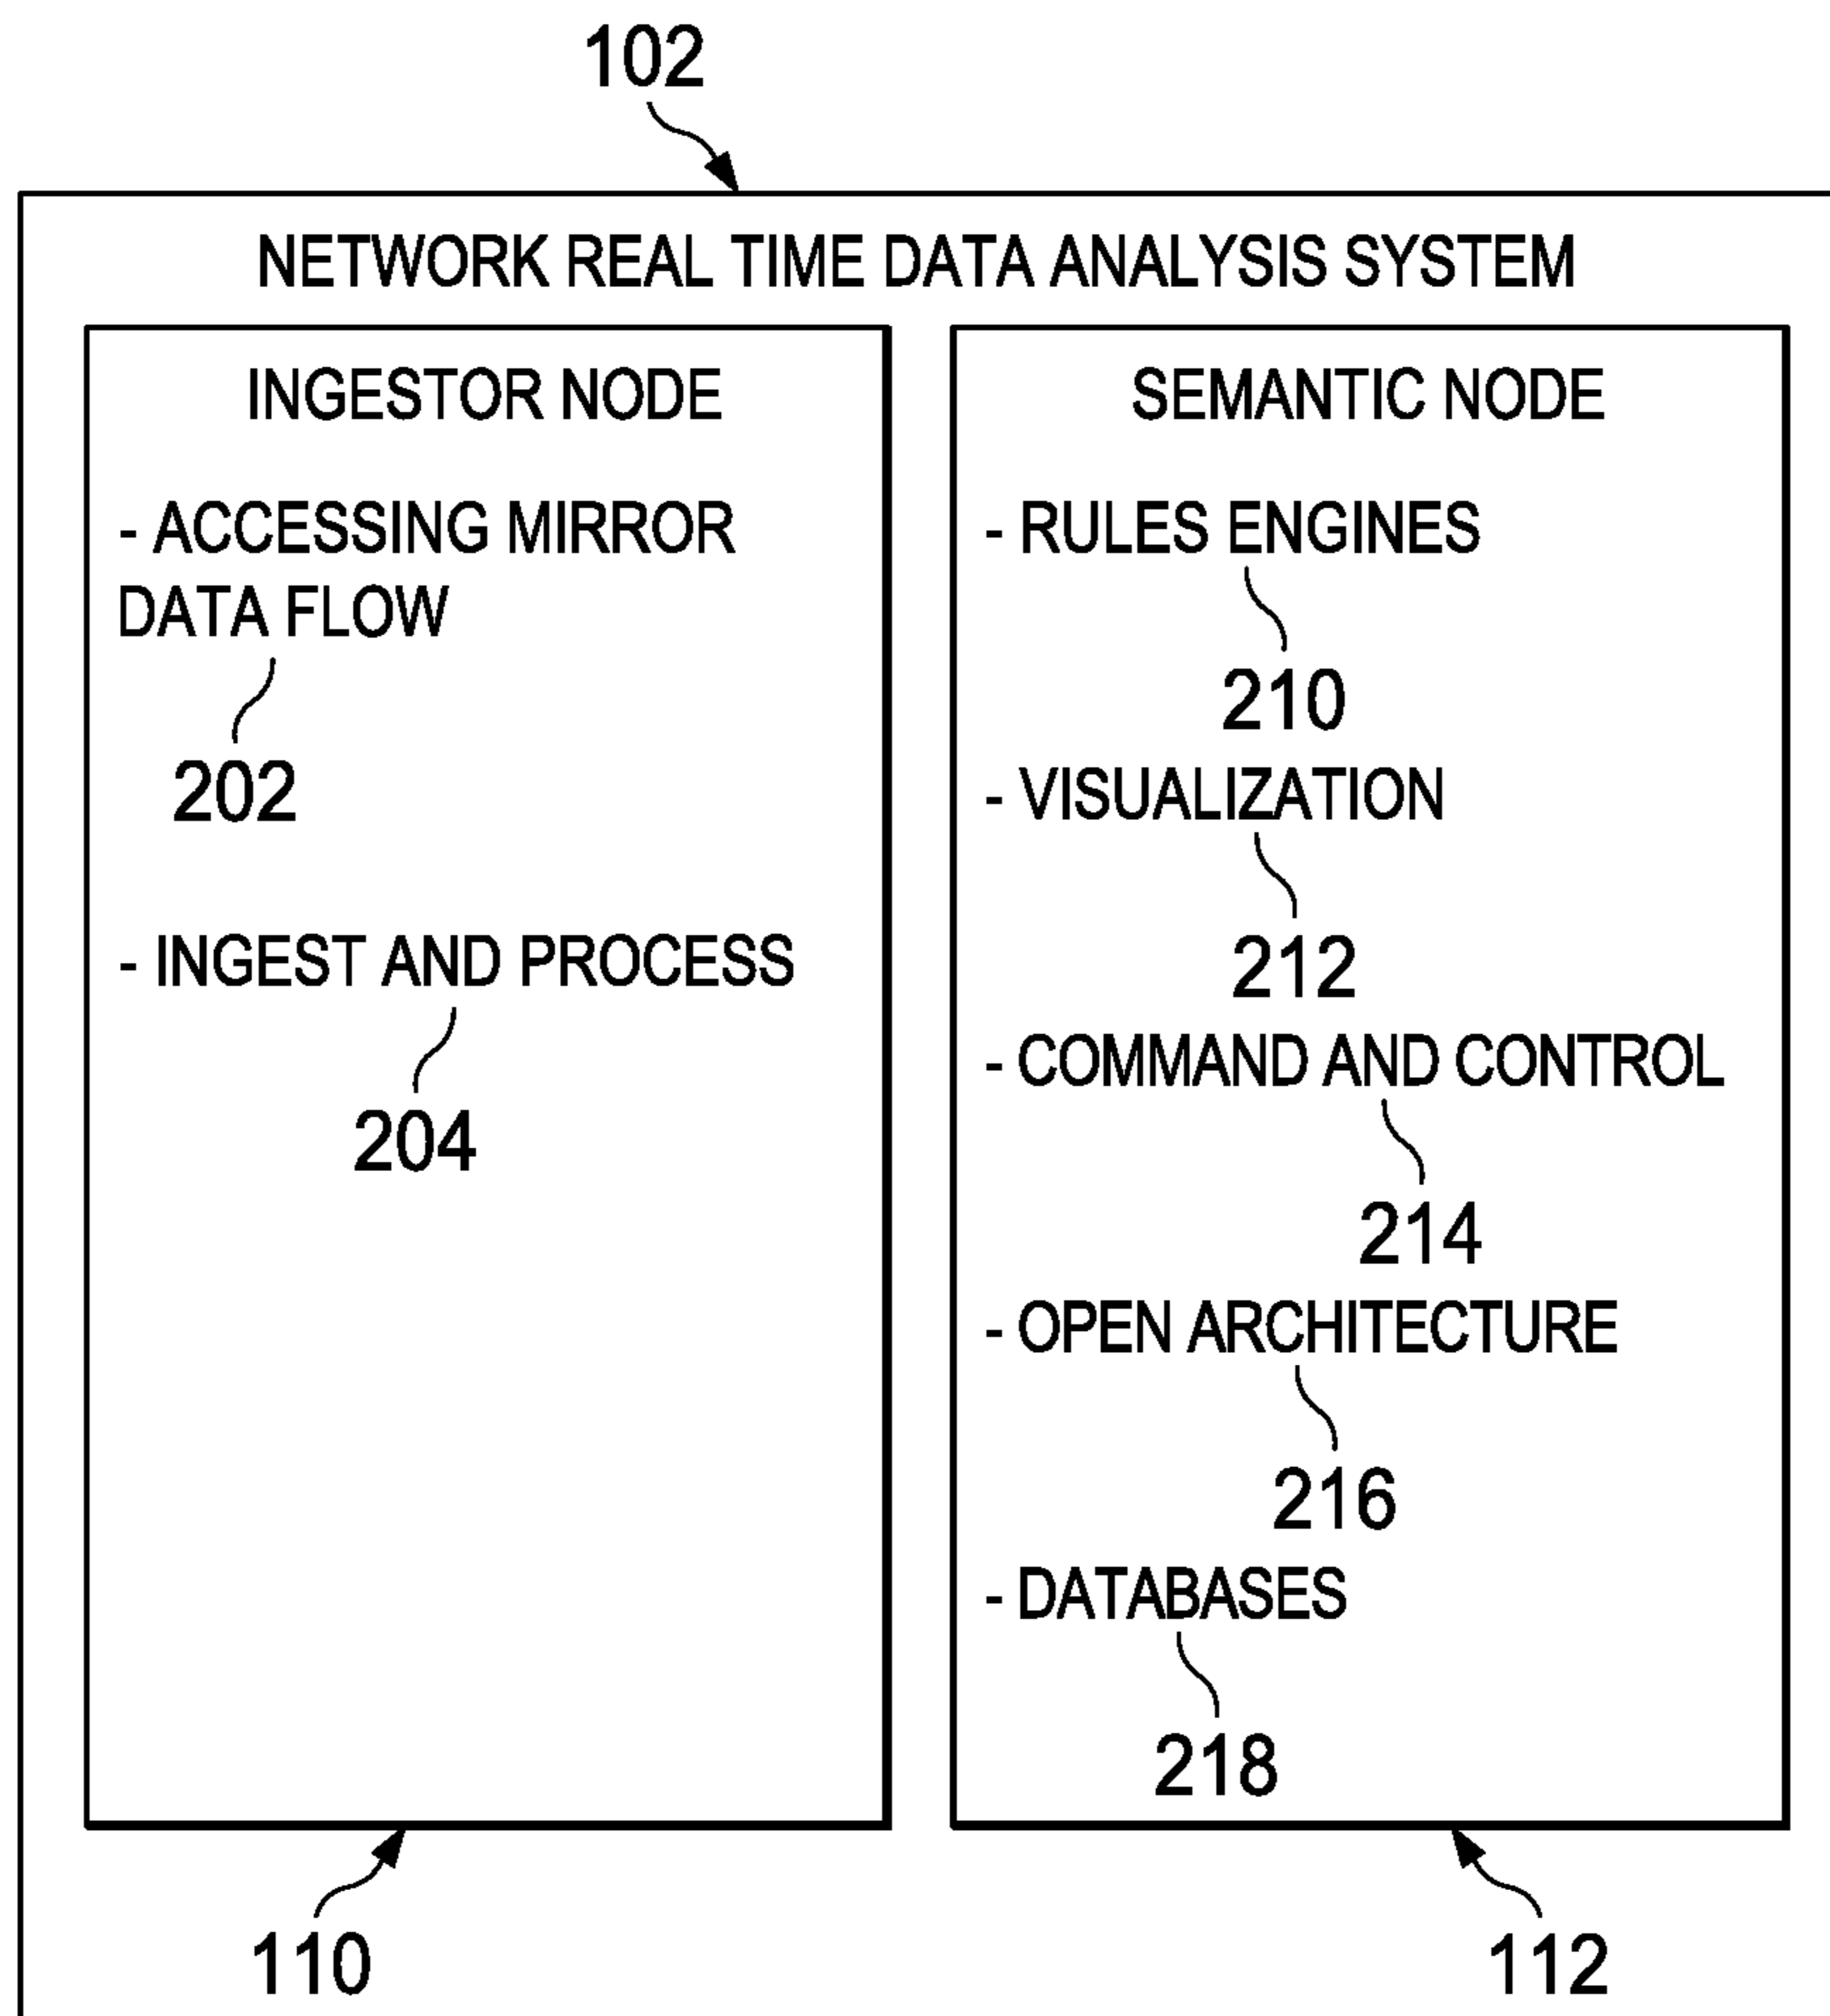 102
NETWORK REAL TIME DATA ANALYSIS SYSTEM
INGESTOR NODE
- ACCESSING MIRROR
DATA FLOW
202
- INGEST AND PROCESS
204
110
SEMANTIC NODE
- RULES ENGINES
210
- VISUALIZATION
212
- COMMAND AND CONTROL
214
- OPEN ARCHITECTURE
216
- DATABASES
218
112